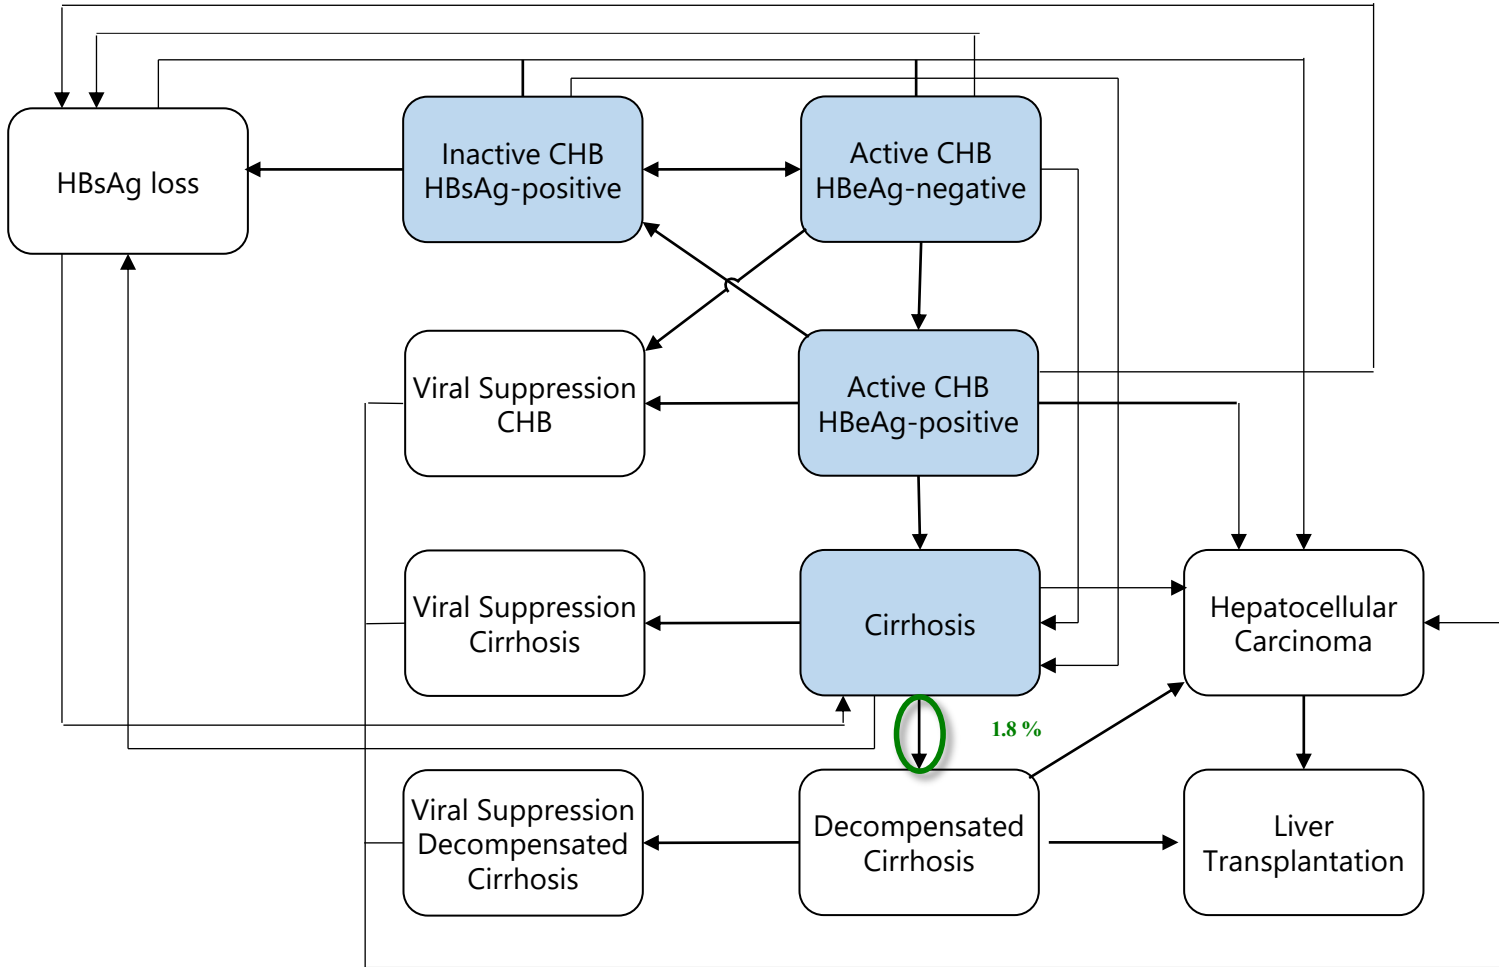 HBsAg loss
Inactive CHB
HBsAg-positive
Active CHB
HBeAg-negative
Viral Suppression
CHB
Active CHB
HBeAg-positive
Viral Suppression
Cirrhosis
Cirrhosis
Hepatocellular
Carcinoma
1.8 %
Viral Suppression
Decompensated
Cirrhosis
Decompensated
Cirrhosis
Liver
Transplantation